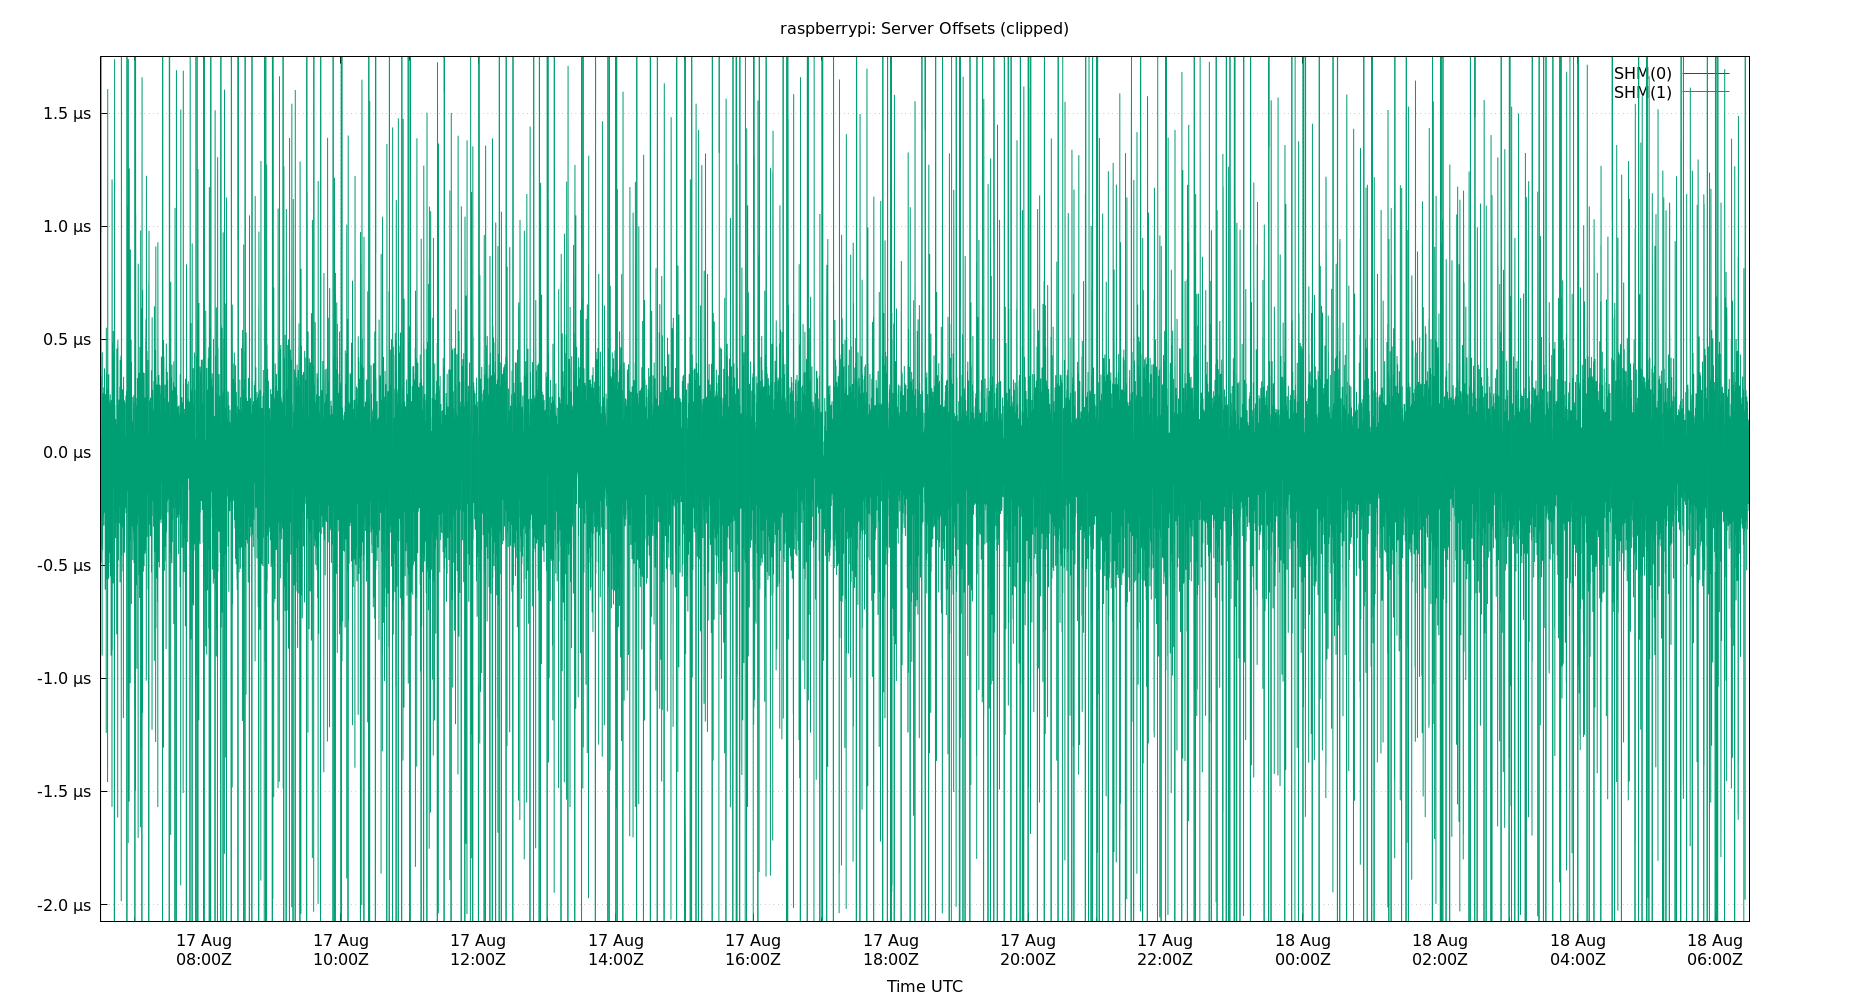 raspberrypi: Server Offsets (clipped)
SHM(0)
SHM(1)
1.5 µs
1.0 µs
0.5 µs
0.0 µs
-0.5 µs
-1.0 µs
-1.5 µs
-2.0 µs
17 Aug 17 Aug 17 Aug 17 Aug 17 Aug 17 Aug 17 Aug 17 Aug 18 Aug 18 Aug 18 Aug 18 Aug
08:00Z 10:00Z 12:00Z 14:00Z 16:00Z 18:00Z 20:00Z 22:00Z 00:00Z 02:00Z 04:00Z 06:00Z
Time UTC